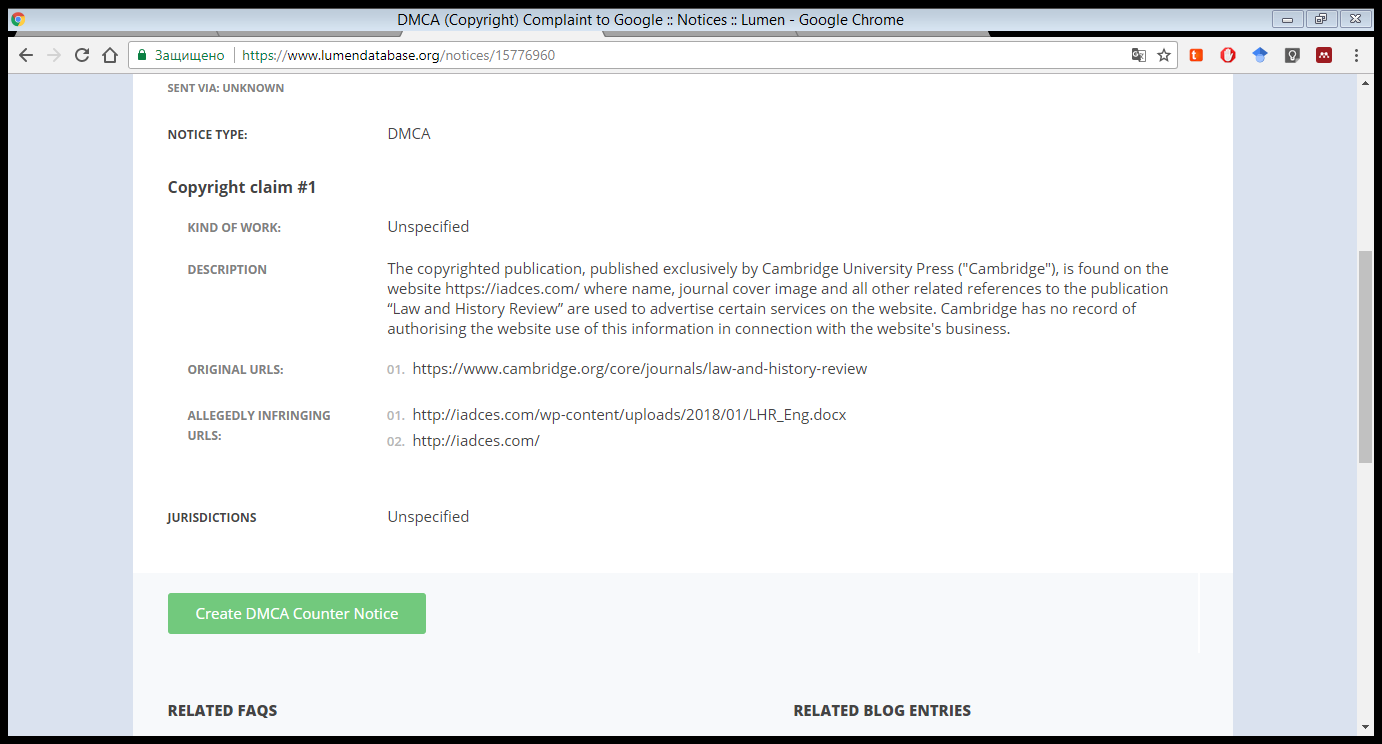 DMCA (Copyright) Complaint to Google :: Notices :: Lumen - Google Chrome
Защищено https://www.lumendatabase.org/notices/15776960
SENT VIA: UNKNOWN
NOTICE TYPE: DMCA
Copyright claim #1
KIND OF WORK: Unspecified
DESCRIPTION The copyrighted publication, published exclusively by Cambridge University Press ("Cambridge"), is found on the
website https://iadces.com/ where name, journal cover image and all other related references to the publication
“Law and History Review” are used to advertise certain services on the website. Cambridge has no record of
authorising the website use of this information in connection with the website's business.
ORIGINAL URLS: 01. https://www.cambridge.org/core/journals/law-and-history-review
ALLEGEDLY INFRINGING 01. http://iadces.com/wp-content/uploads/2018/01/LHR_Eng.docx
URLS: 02. http://iadces.com/
JURISDICTIONS Unspecified
Create DMCA Counter Notice
RELATED FAQS RELATED BLOG ENTRIES